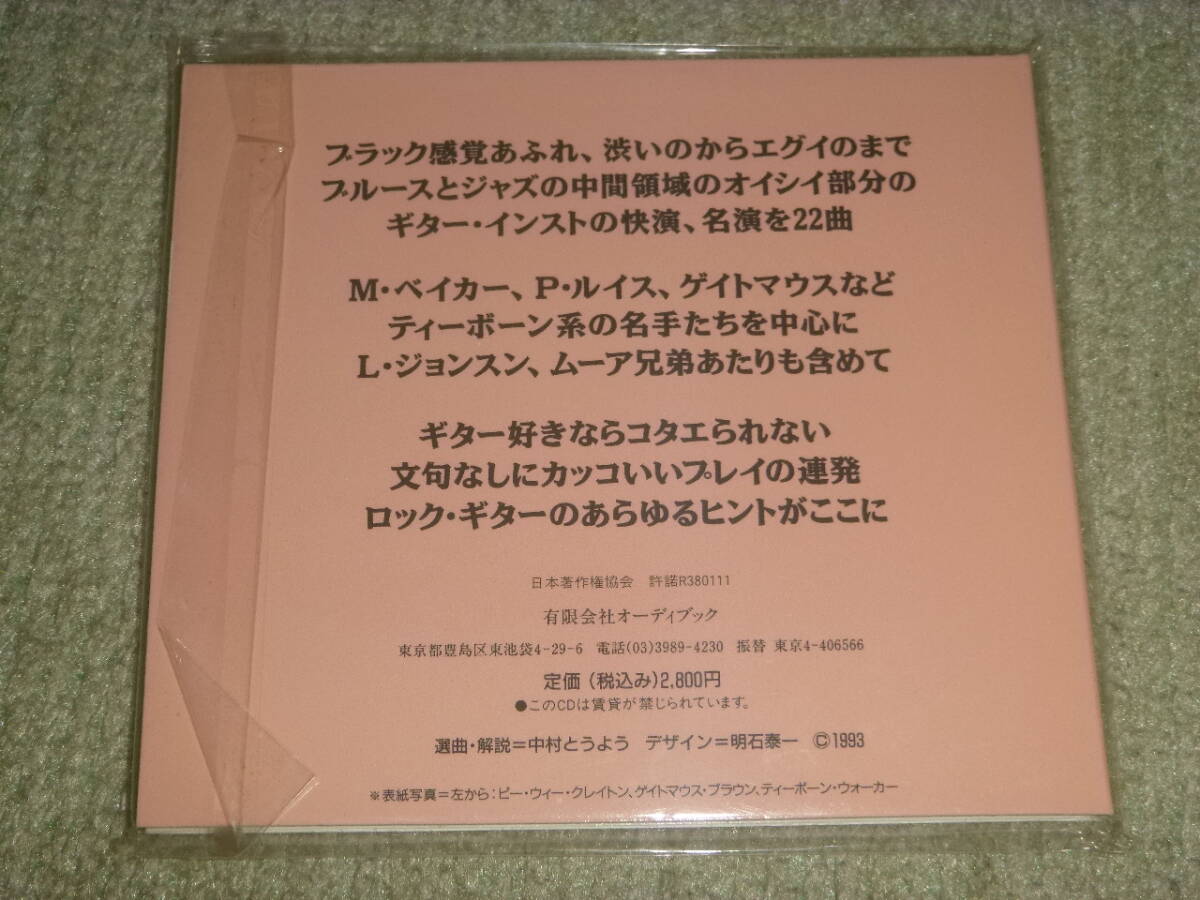 ブラック感覚あふれ、渋いのからエグイのまで
ブルースとジャズの中間領域のオイシイ部分の
ギター・インストの快演、名演を22曲
M・ベイカー、P・ルイス、ゲイトマウスなど
ティーボーン系の名手たちを中心に
L・ジョンスン、ムーア兄弟あたりも含めて
ギター好きならコタエられない
文句なしにカッコいいプレイの連発
ロック・ギターのあらゆるヒントがここに
日本著作権協会 許諾R380111
有限会社オーディブック
東京都豊島区東池袋4-29-6 電話(03)3989-4230 振替 東京4-406566
定価(税込み)2,800円
●このCDは賃貸が禁じられています。
選曲・解説=中村とうよう デザイン=明石泰一 ©1993
※表紙写真=左から:ピー・ウィー・クレイトン、ゲイトマウス・ブラウン、ティーボーン・ウォーカー